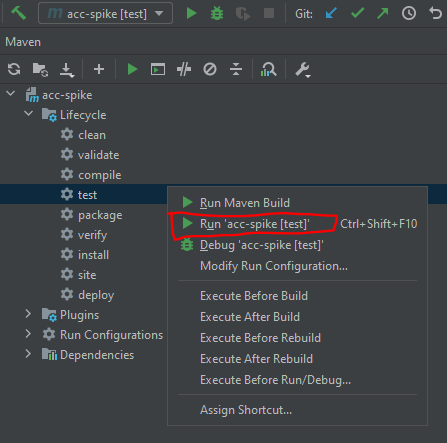 acc-spike [test]
Git:
Maven
acc-spike
Lifecycle
clean
validate
compile
test
package
verify
install
site
deploy
Plugins
Run Configurations
Dependencies
Run Maven Build
Run 'acc-spike [test]' Ctrl+Shift+F10
Debug 'acc-spike [test]'
Modify Run Configuration...
Execute Before Build
Execute After Build
Execute Before Rebuild
Execute After Rebuild
Execute Before Run/Debug...
Assign Shortcut...